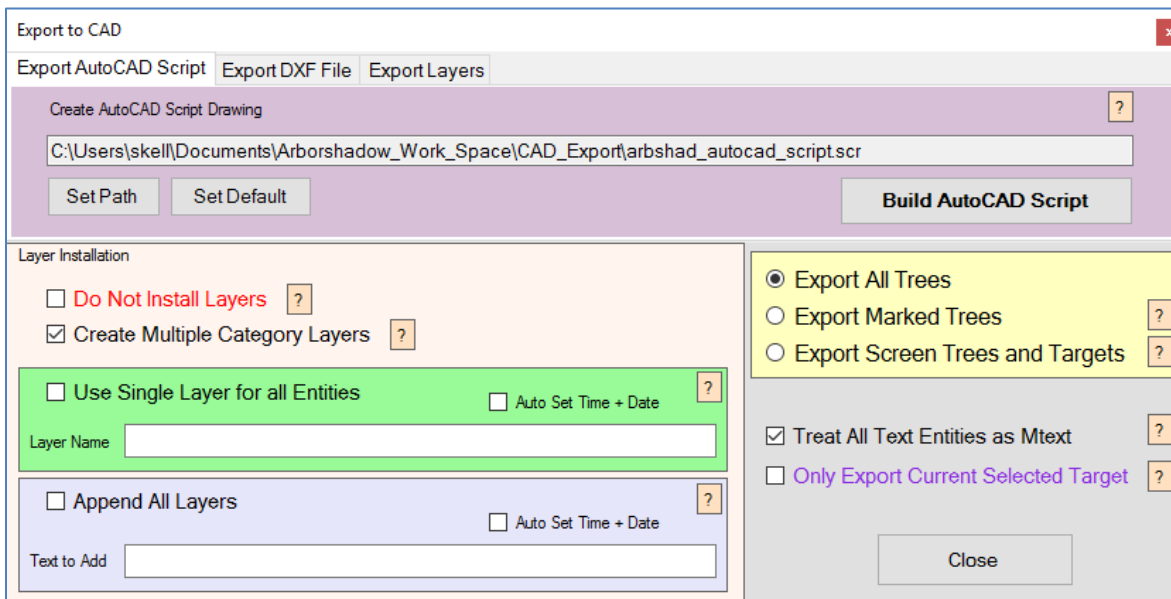 Export to CAD
x
Export AutoCAD Script Export DXF File Export Layers
Create AutoCAD Script Drawing
?
C:\Users\skell\Documents\Arborshadow_Work_Space\CAD_Export\arbshad_autocad_script.scr
Set Path Set Default Build AutoCAD Script
Layer Installation
Do Not Install Layers ?
Create Multiple Category Layers ?
Use Single Layer for all Entities ?
Auto Set Time + Date
Layer Name
Append All Layers ?
Auto Set Time + Date
Text to Add
Export All Trees
Export Marked Trees ?
Export Screen Trees and Targets ?
Treat All Text Entities as Mtext ?
Only Export Current Selected Target ?
Close